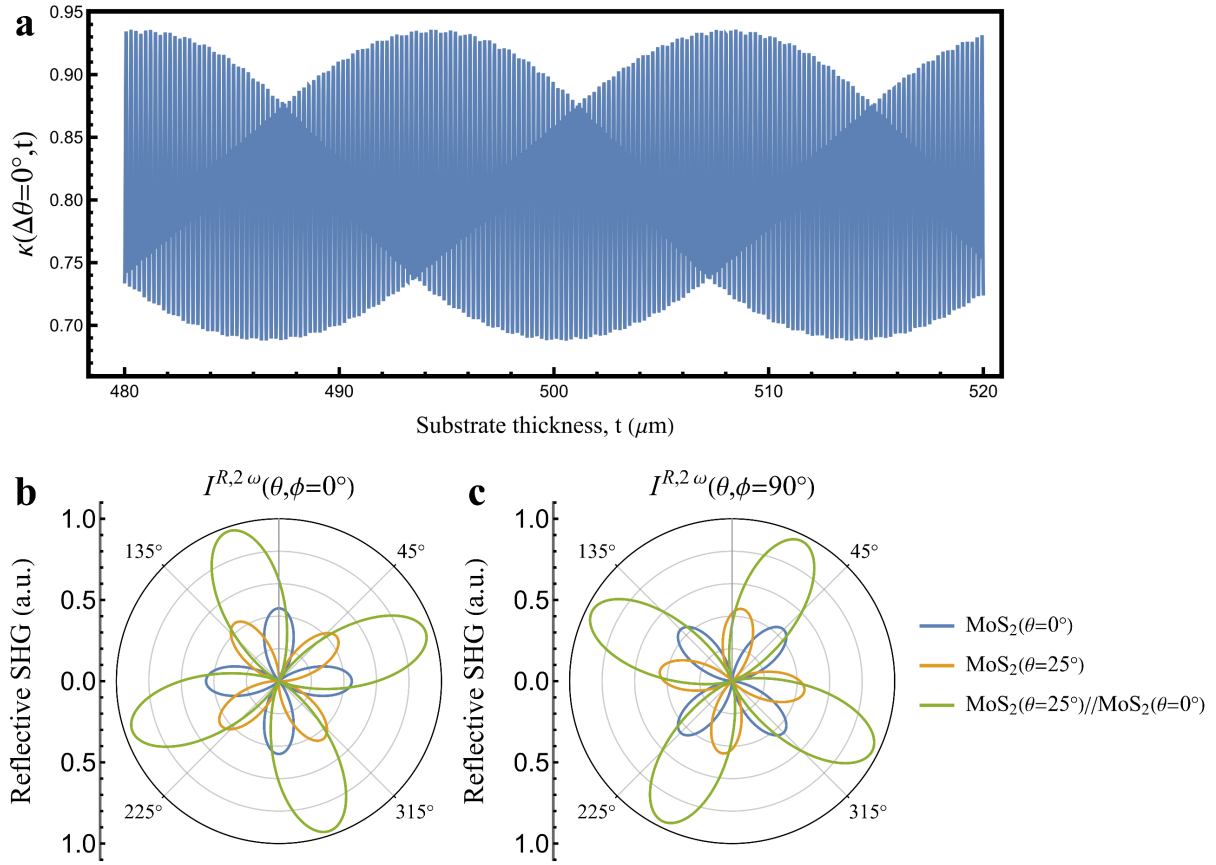 a
0.95
0.90
0.85
0.80
0.75
0.70
κ(Δθ=0°,t)
480
490
500
510
520
Substrate thickness, t (μm)
b
I^{R,2 ω}(θ,ϕ=0°)
1.0
0.5
0.0
0.5
1.0
Reflective SHG (a.u.)
135°
45°
225°
315°
c
I^{R,2 ω}(θ,ϕ=90°)
1.0
0.5
0.0
0.5
1.0
Reflective SHG (a.u.)
135°
45°
225°
315°
MoS₂(θ=0°)
MoS₂(θ=25°)
MoS₂(θ=25°)//MoS₂(θ=0°)